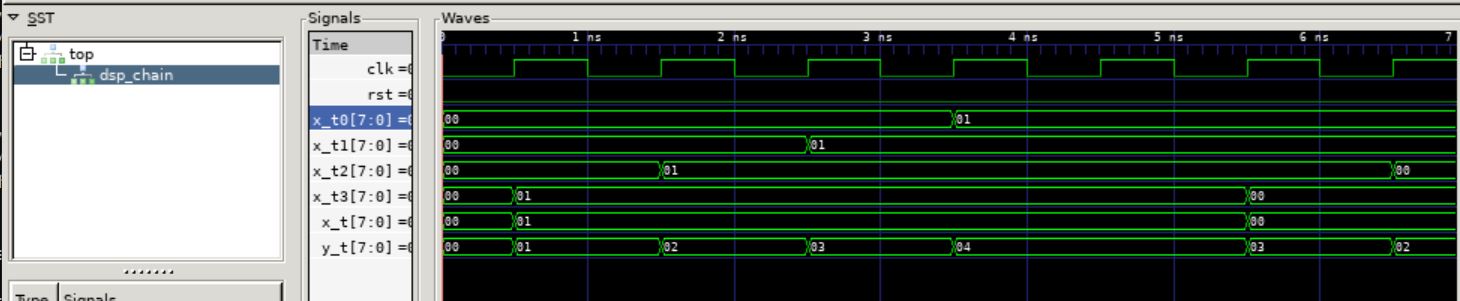 SST Signals Waves
top
dsp_chain
Time 0 1 ns 2 ns 3 ns 4 ns 5 ns 6 ns 7
clk =0
rst =0
x_t0[7:0] =0 00 01
x_t1[7:0] =0 00 01
x_t2[7:0] =0 00 01 00
x_t3[7:0] =0 00 01 00
x_t[7:0] =0 00 01 00
y_t[7:0] =0 00 01 02 03 04 03 02
Type Signals